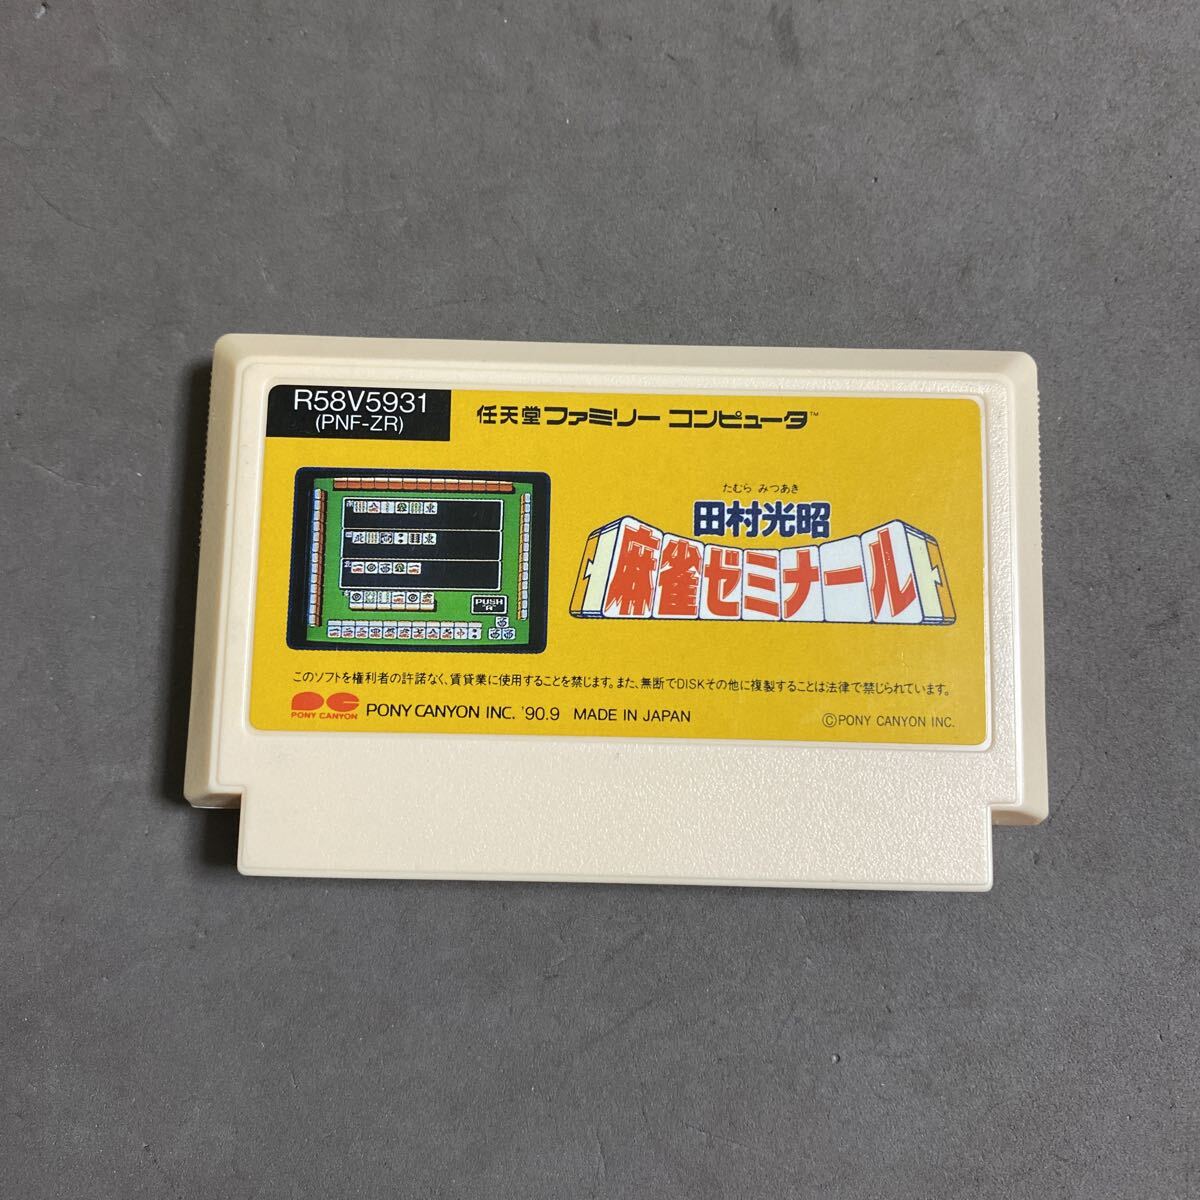 R58V5931
(PNF-ZR)
任天堂ファミリーコンピュータ™
たむら みつあき
田村光昭
麻雀ゼミナール
PUSH
"A"
このソフトを権利者の許諾なく、賃貸業に使用することを禁じます。また、無断でDISKその他に複製することは法律で禁じられています。
PONY CANYON
PONY CANYON INC. '90.9 MADE IN JAPAN
©PONY CANYON INC.